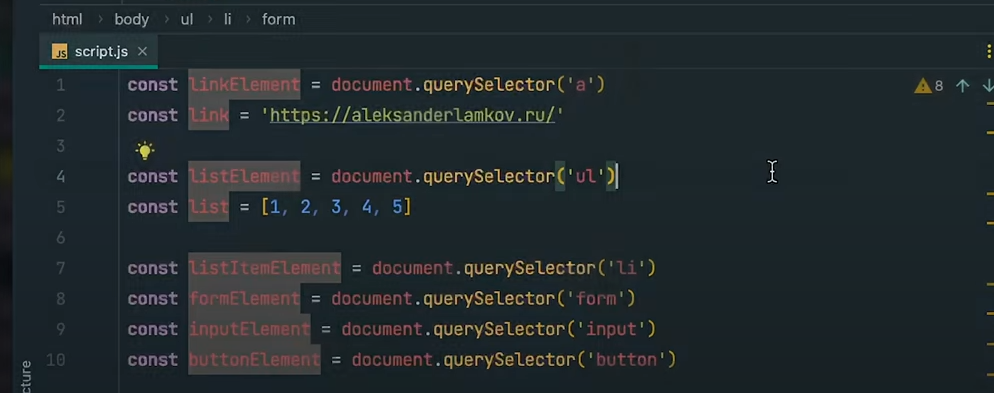 html > body > ul > li > form
JS script.js ×
1 const linkElement = document.querySelector('a')
8
2 const link = 'https://aleksanderlamkov.ru/'
3
4 const listElement = document.querySelector('ul')
5 const list = [1, 2, 3, 4, 5]
6
7 const listItemElement = document.querySelector('li')
8 const formElement = document.querySelector('form')
9 const inputElement = document.querySelector('input')
10 const buttonElement = document.querySelector('button')
cture